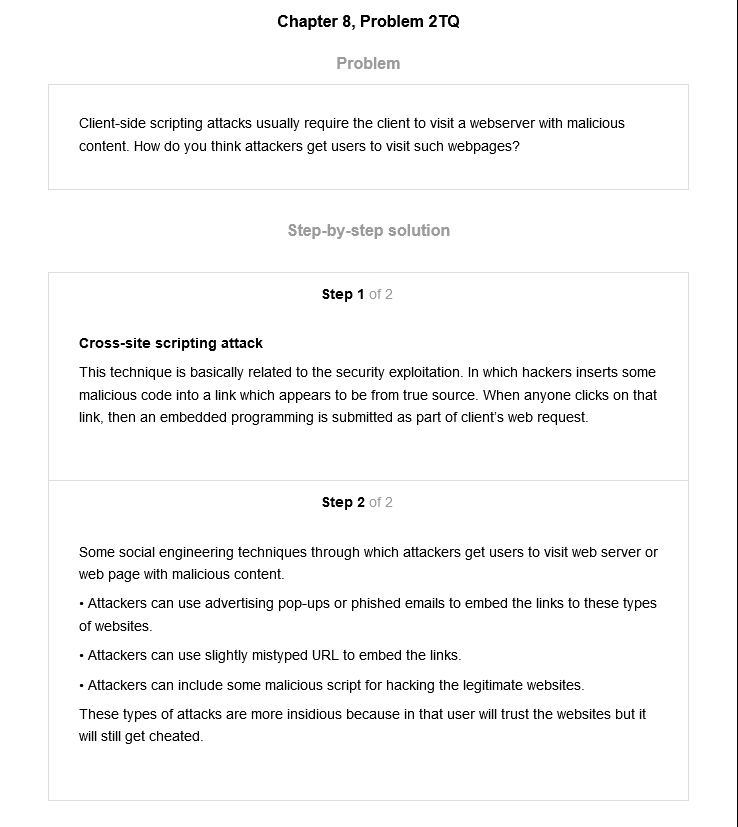 Chapter 8, Problem 2TQ
Problem
Client-side scripting attacks usually require the client to visit a webserver with malicious
content. How do you think attackers get users to visit such webpages?
Step-by-step solution
Step 1 of 2
Cross-site scripting attack
This technique is basically related to the security exploitation. In which hackers inserts some
malicious code into a link which appears to be from true source. When anyone clicks on that
link, then an embedded programming is submitted as part of client's web request.
Step 2 of 2
Some social engineering techniques through which attackers get users to visit web server or
web page with malicious content.
• Attackers can use advertising pop-ups or phished emails to embed the links to these types
of websites.
• Attackers can use slightly mistyped URL to embed the links.
• Attackers can include some malicious script for hacking the legitimate websites.
These types of attacks are more insidious because in that user will trust the websites but it
will still get cheated.